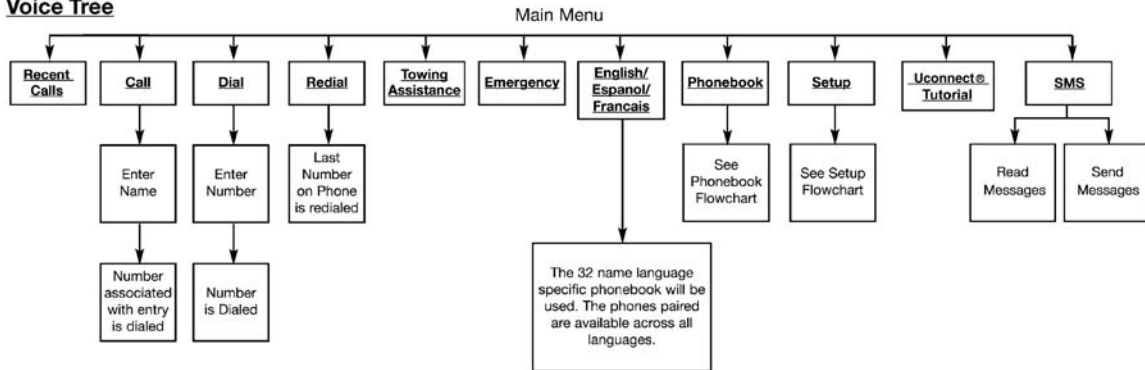 Voice Tree
Main Menu
Recent
Calls
Call
Dial
Redial
Towing
Assistance
Emergency
English/
Espanol/
Francais
Phonebook
Setup
Uconnect®
Tutorial
SMS
Enter
Name
Enter
Number
Last
Number
on Phone
is redialed
See
Phonebook
Flowchart
See Setup
Flowchart
Read
Messages
Send
Messages
Number
associated
with entry
is dialed
Number
is Dialed
The 32 name language
specific phonebook will be
used. The phones paired
are available across all
languages.